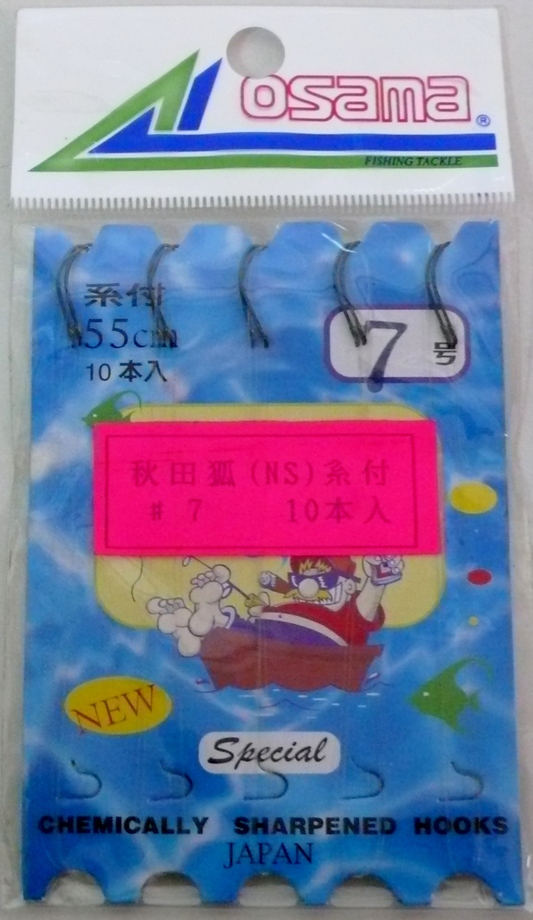 osama®
FISHING TACKLE
糸付
55cm
10本入
7号
秋田狐(NS)糸付
# 7 10本入
NEW
Special
CHEMICALLY SHARPENED HOOKS
JAPAN